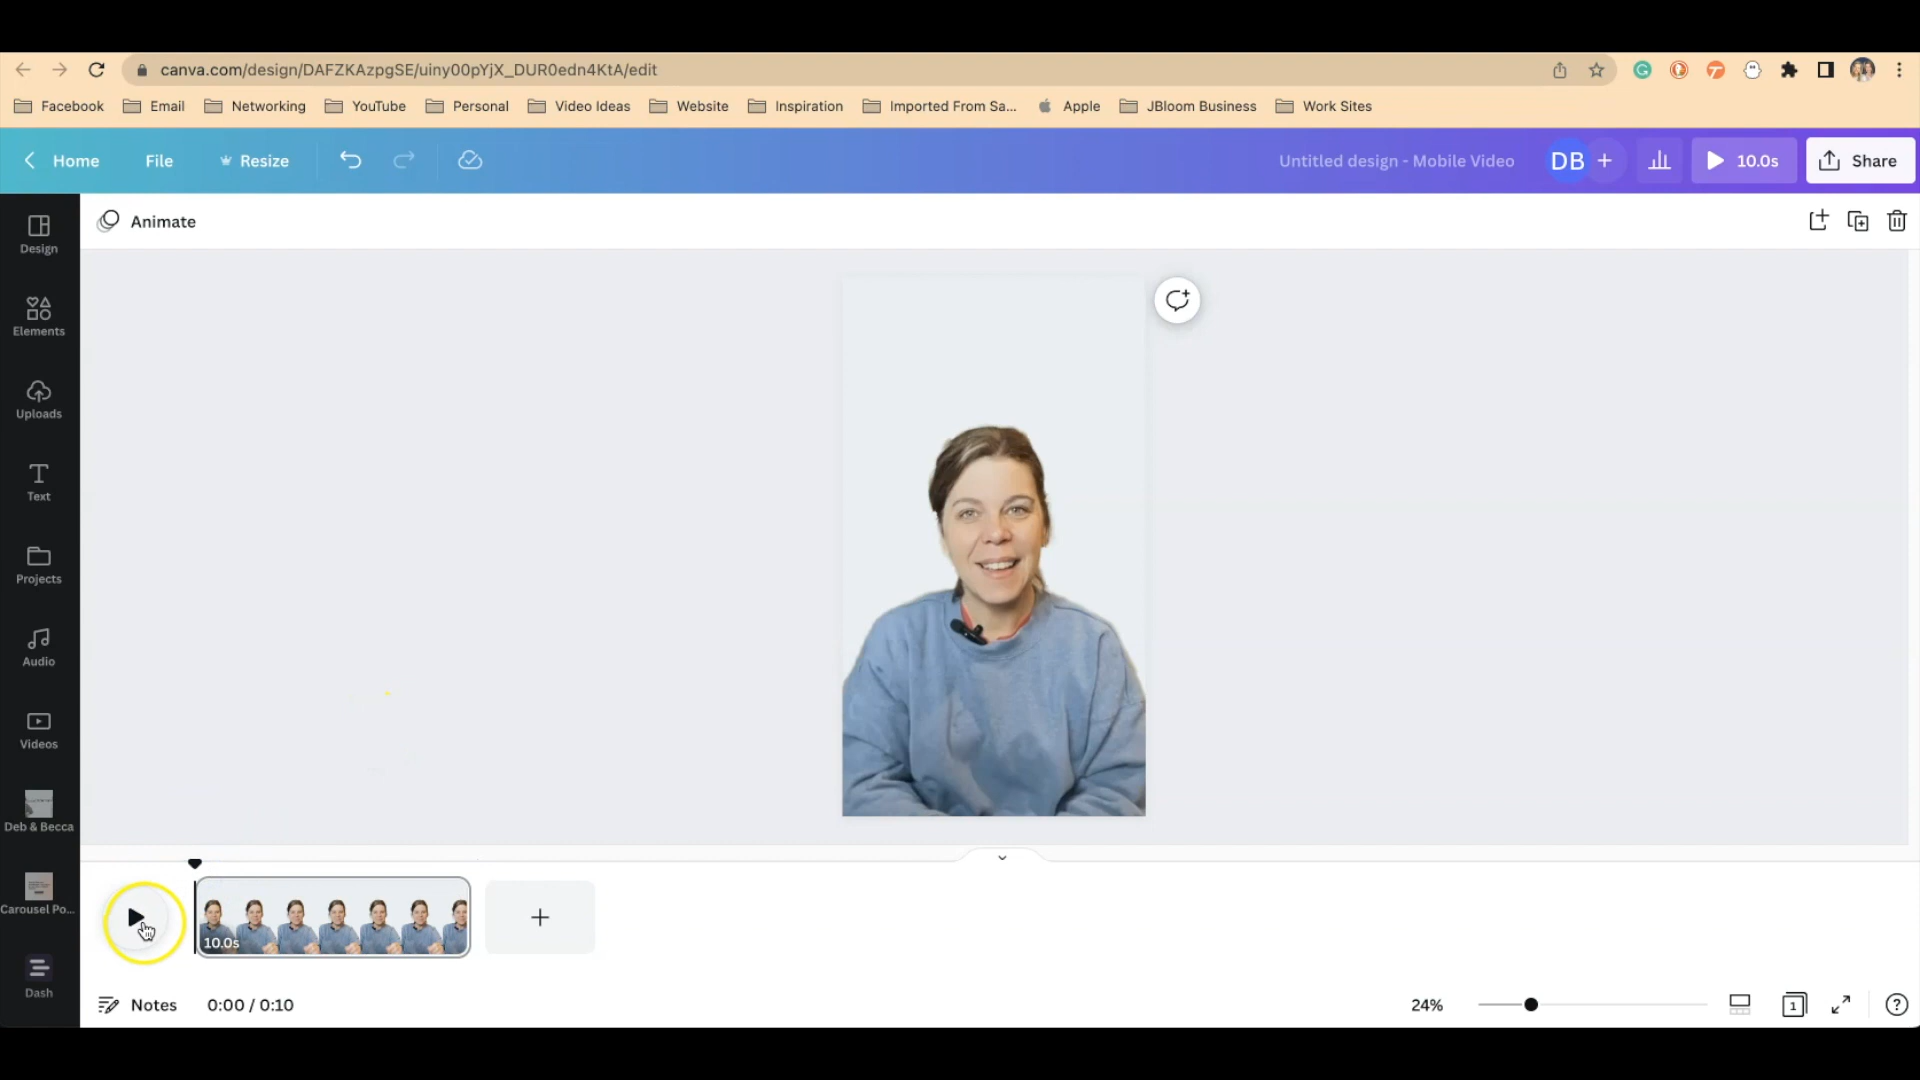 canva.com/design/DAFZKAzpgSE/uiny00pYjX_DUR0edn4KtA/edit
Facebook Email Networking YouTube Personal Video Ideas Website Inspiration Imported From Sa... Apple JBloom Business Work Sites
Home File Resize Untitled design - Mobile Video DB + 10.0s Share
Animate
Design
Elements
Uploads
Text
Projects
Audio
Videos
Deb & Becca
Carousel Po...
Dash
10.0s
Notes 0:00 / 0:10 24% 1 ?